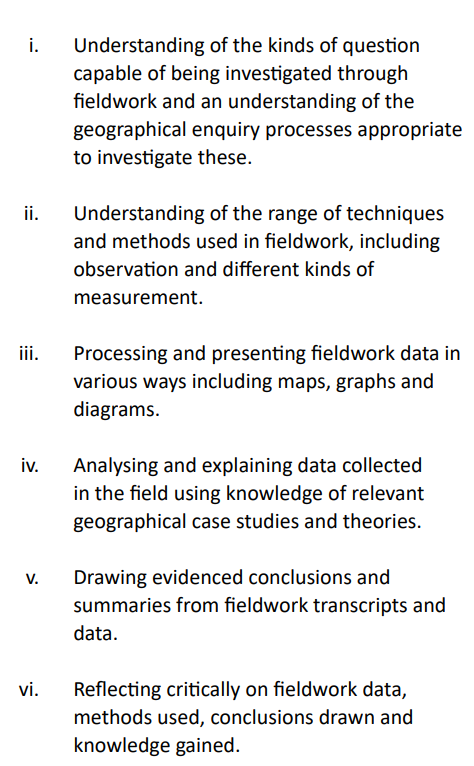 i. Understanding of the kinds of question
capable of being investigated through
fieldwork and an understanding of the
geographical enquiry processes appropriate
to investigate these.
ii. Understanding of the range of techniques
and methods used in fieldwork, including
observation and different kinds of
measurement.
iii. Processing and presenting fieldwork data in
various ways including maps, graphs and
diagrams.
iv. Analysing and explaining data collected
in the field using knowledge of relevant
geographical case studies and theories.
v. Drawing evidenced conclusions and
summaries from fieldwork transcripts and
data.
vi. Reflecting critically on fieldwork data,
methods used, conclusions drawn and
knowledge gained.